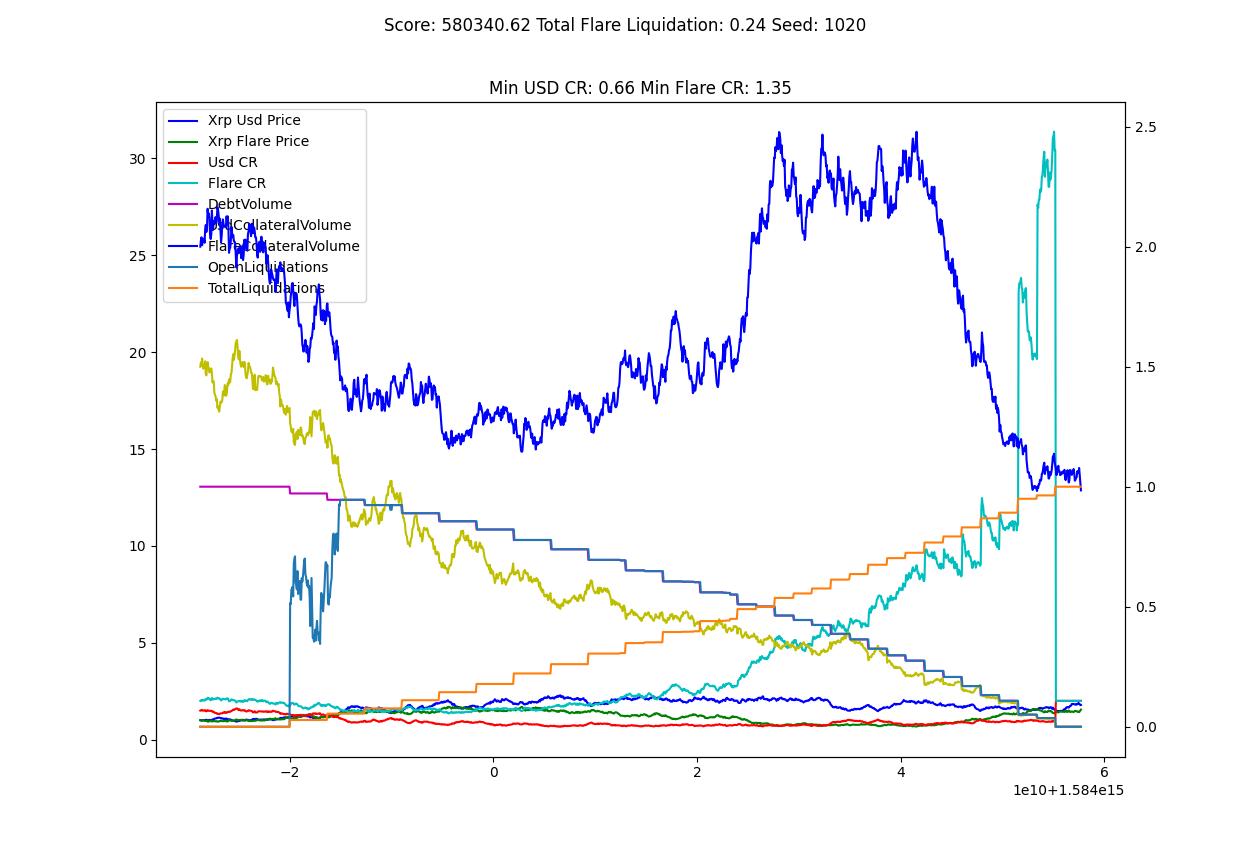 Score: 580340.62 Total Flare Liquidation: 0.24 Seed: 1020
Min USD CR: 0.66 Min Flare CR: 1.35
Xrp Usd Price
Xrp Flare Price
Usd CR
Flare CR
DebtVolume
UsdCollateralVolume
FlareCollateralVolume
OpenLiquidations
TotalLiquidations
30
25
20
15
10
5
0
2.5
2.0
1.5
1.0
0.5
0.0
−2
0
2
4
6
1e10+1.584e15